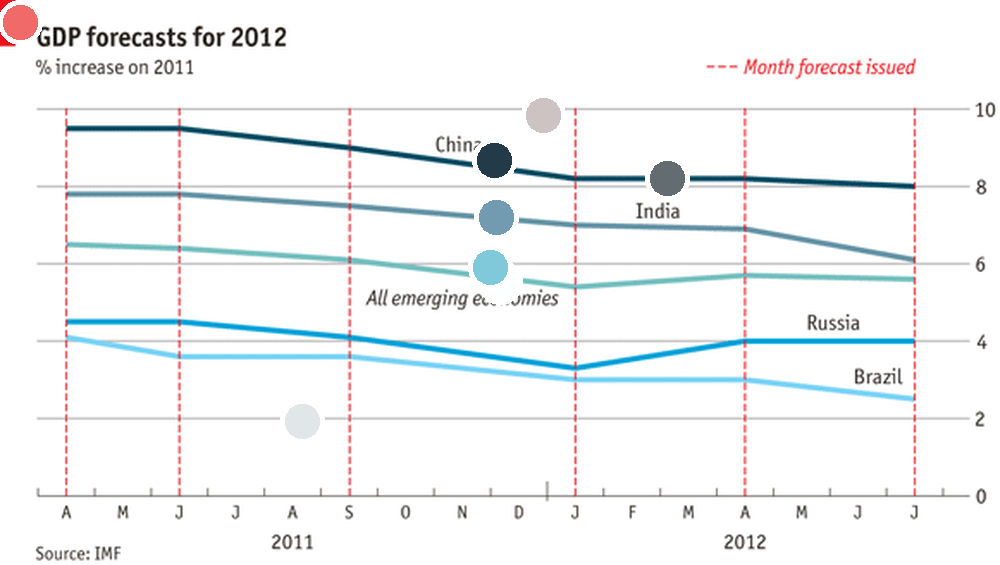 GDP forecasts for 2012
% increase on 2011
Month forecast issued
10
China
8
India
6
All emerging economies
Russia
4
Brazil
2
0
A M J J A S O N D J F M A M J J
2011 2012
Source: IMF